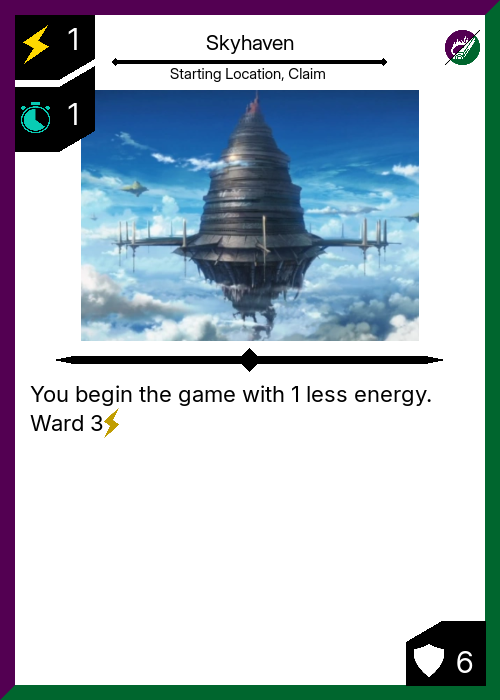 1
Skyhaven
Starting Location, Claim
1
You begin the game with 1 less energy.
Ward 3
6